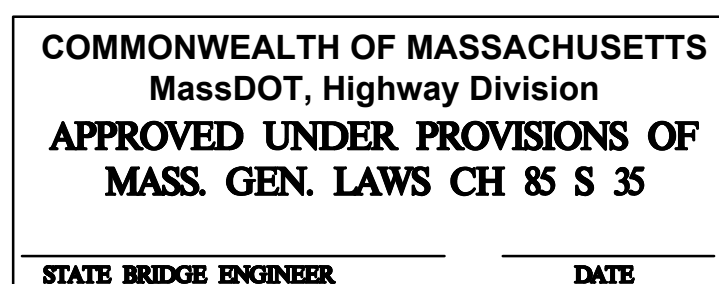 COMMONWEALTH OF MASSACHUSETTS
MassDOT, Highway Division
APPROVED UNDER PROVISIONS OF
MASS. GEN. LAWS CH 85 S 35
STATE BRIDGE ENGINEER DATE